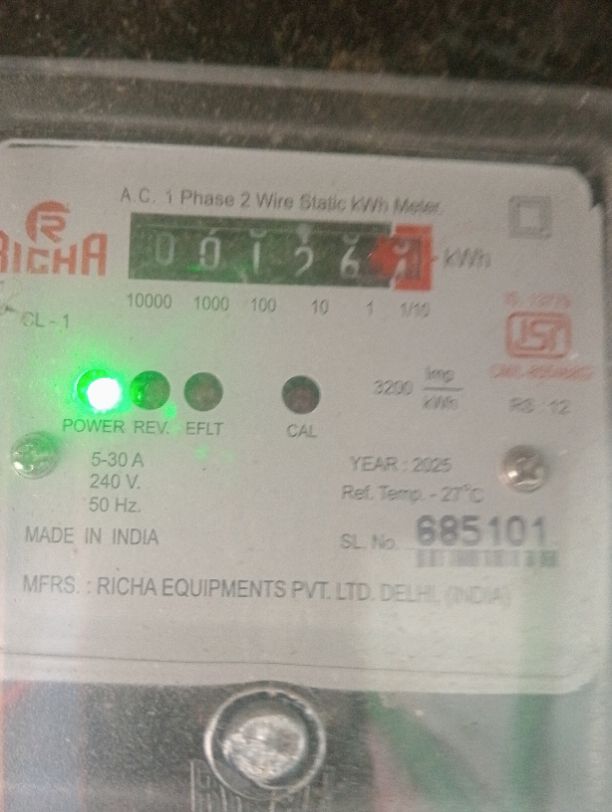 A.C. 1 Phase 2 Wire Static kWh Meter
RICHA
00126 kWh
10000 1000 100 10 1 1/10
CL-1
ISI
3200 Imp/kWh
POWER REV. EFLT CAL
RS : 12
5-30 A
240 V.
50 Hz.
YEAR : 2025
Ref. Temp. - 27°C
MADE IN INDIA
SL. No. 685101
MFRS. : RICHA EQUIPMENTS PVT. LTD. DELHI, (INDIA)